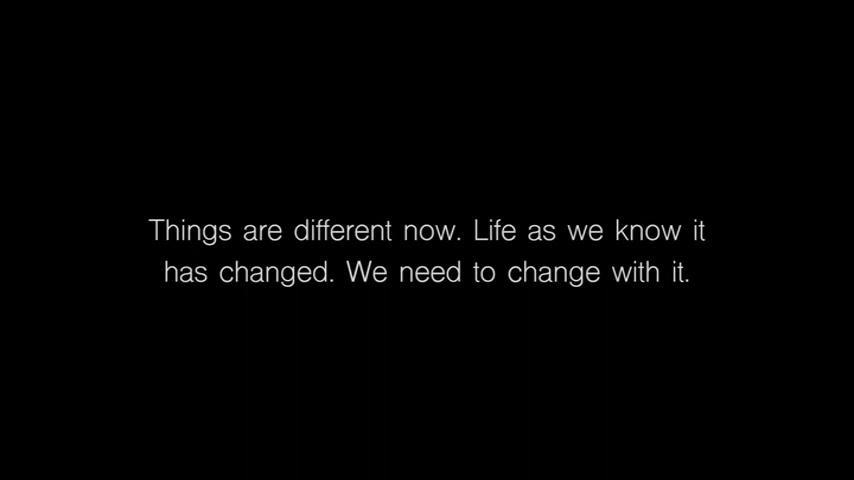 Things are different now. Life as we know it
has changed. We need to change with it.